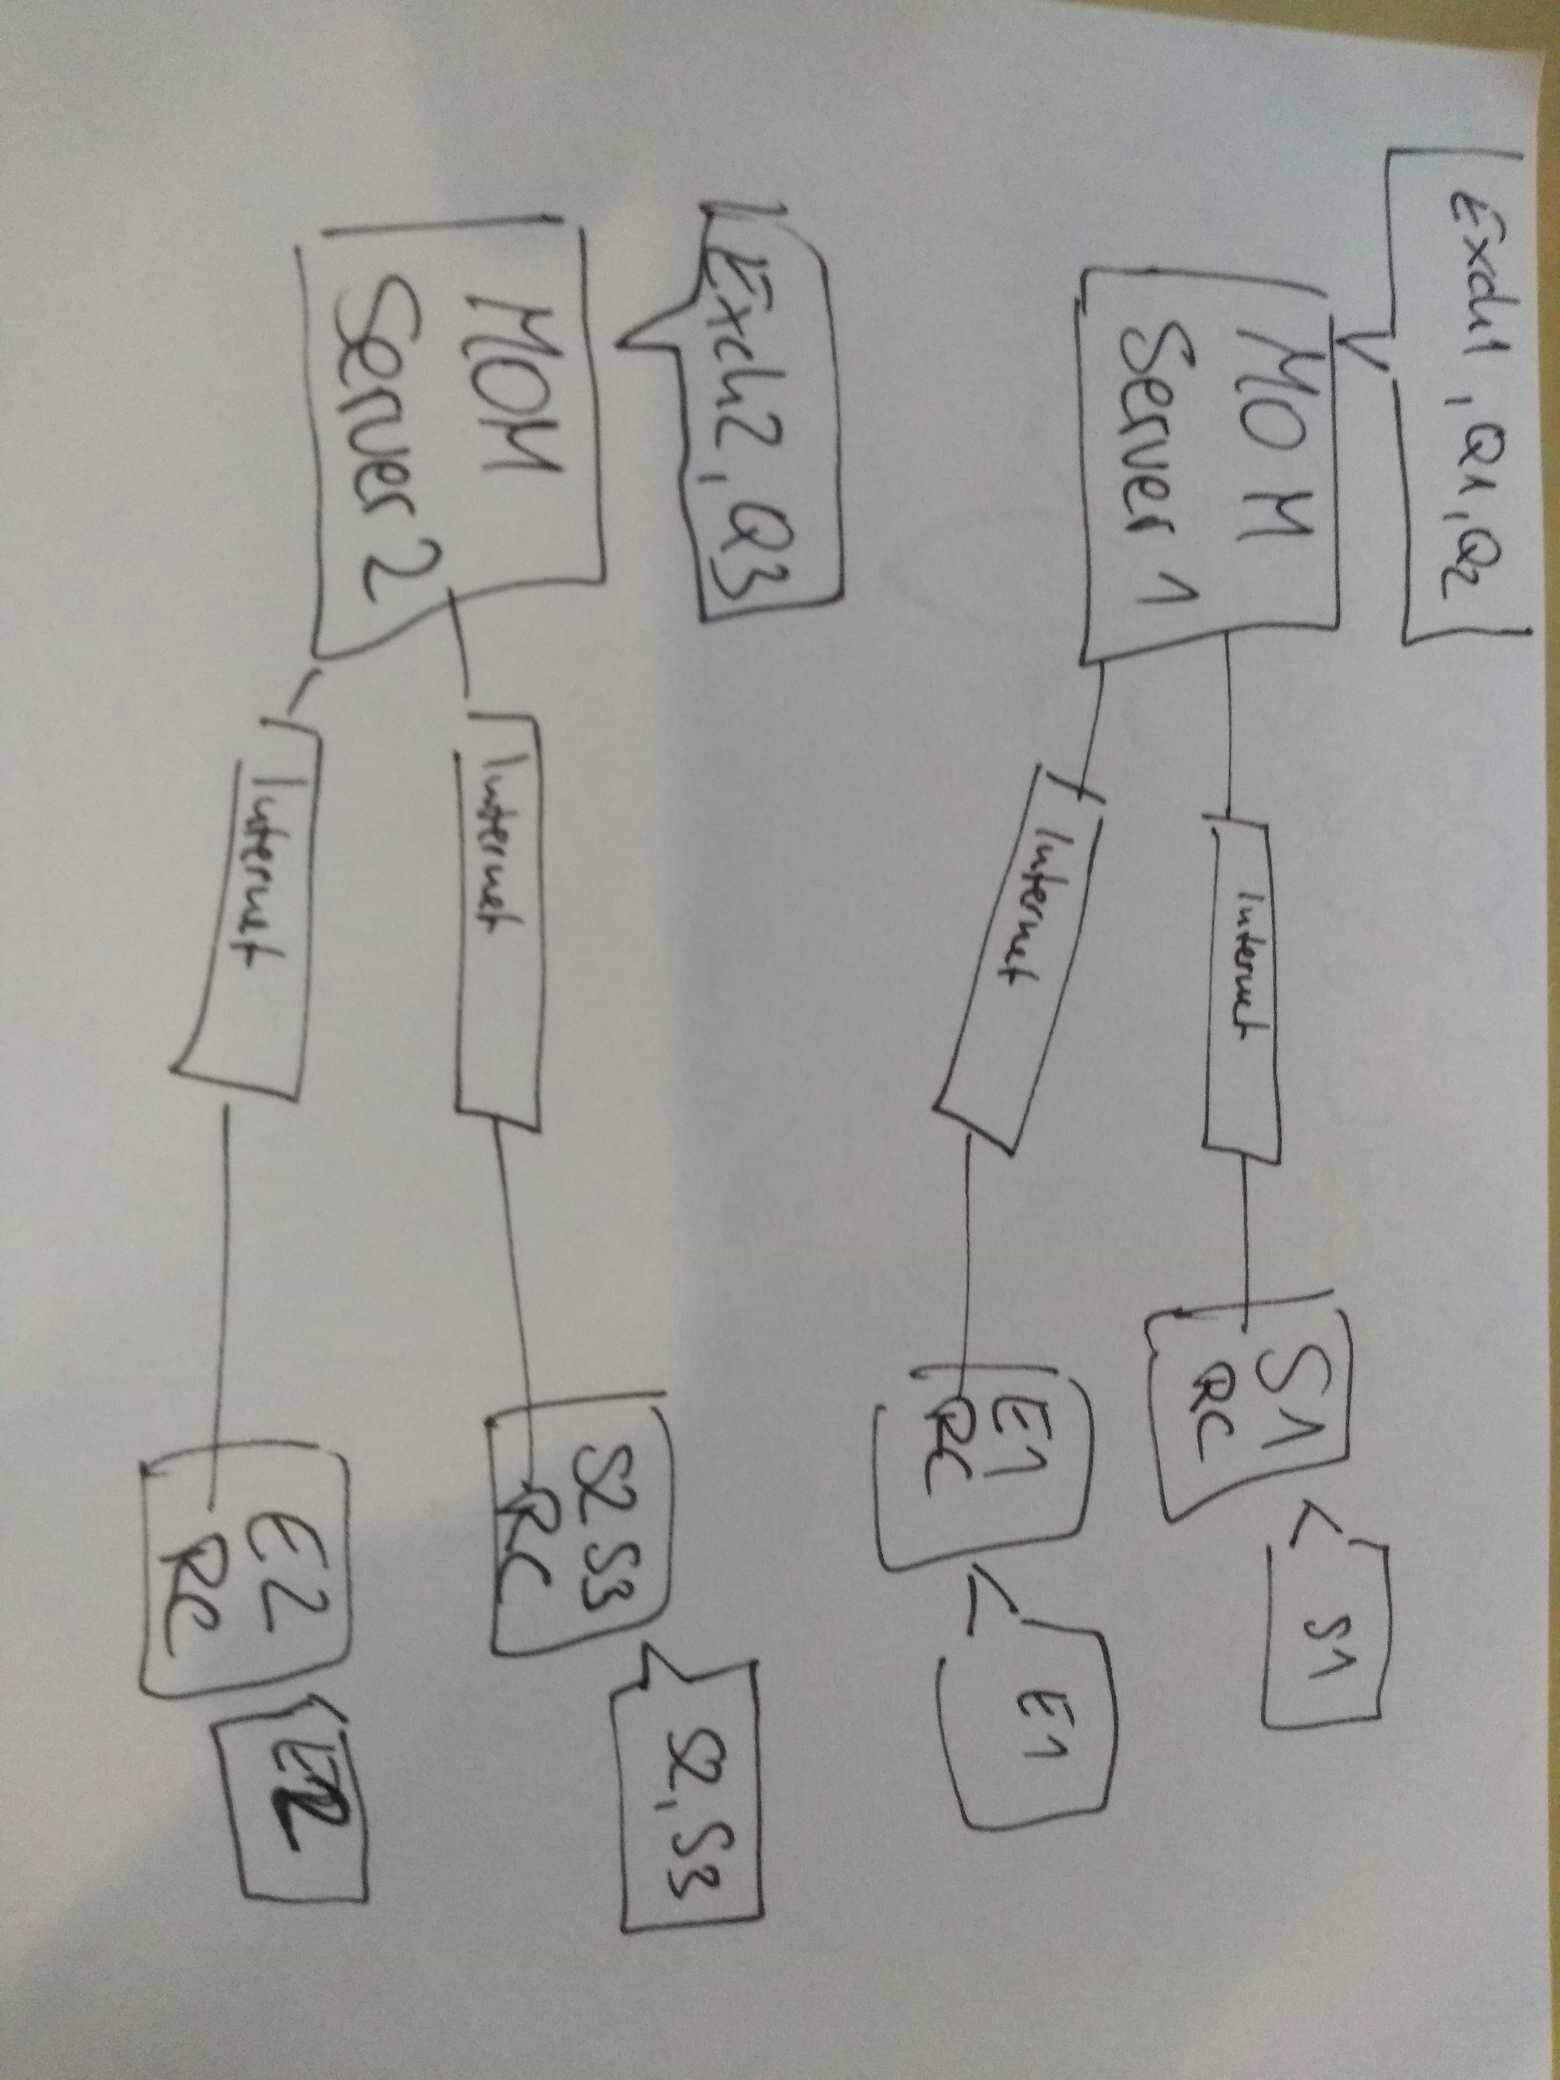 Exch1, Q1, Q2
MOM
Server 1
Internet
S1
RC
S1
Internet
E1
RC
E1
Exch2, Q3
MOM
Server 2
Internet
S2 S3
RC
S2, S3
Internet
E2
RC
E2